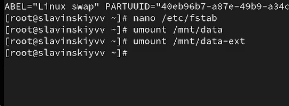 ABEL="Linux swap" PARTUUID="40eb96b7-a87e-49b9-a34c
[root@slavinskiyvv ~]# nano /etc/fstab
[root@slavinskiyvv ~]# umount /mnt/data
[root@slavinskiyvv ~]# umount /mnt/data-ext
[root@slavinskiyvv ~]#